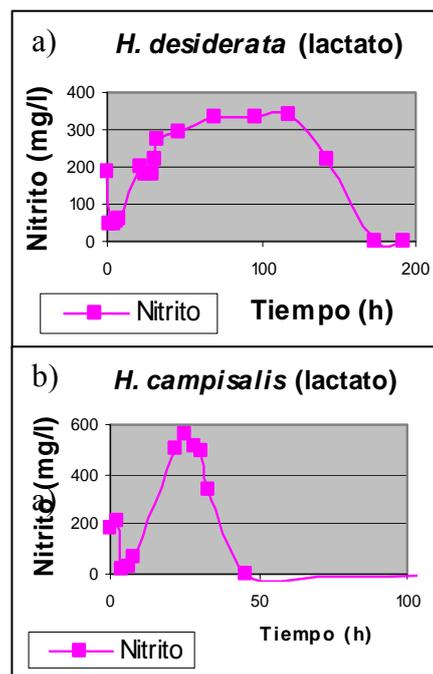 a)
H. desiderata (lactato)
Nitrito (mg/l)
400
300
200
100
0
0 100 200
Nitrito
Tiempo (h)
b)
H. campisalis (lactato)
a)
Nitrito (mg/l)
600
400
200
0
0 50 100
Nitrito
Tiempo (h)